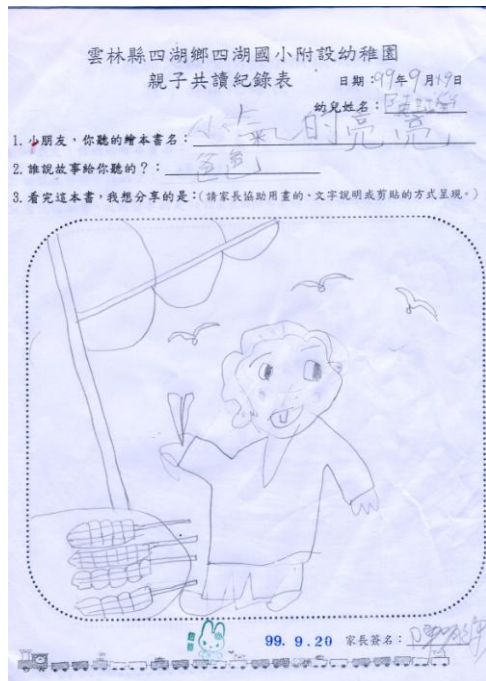 雲林縣四湖鄉四湖國小附設幼稚園
親子共讀紀錄表
日期:99年9月19日
幼兒姓名:
1.小朋友,你聽的繪本書名:小氣的亮亮
2.誰說故事給你聽的?:爸爸
3.看完這本書,我想分享的是:(請家長協助用畫的、文字說明或剪貼的方式呈現。)
99.9.20 家長簽名: